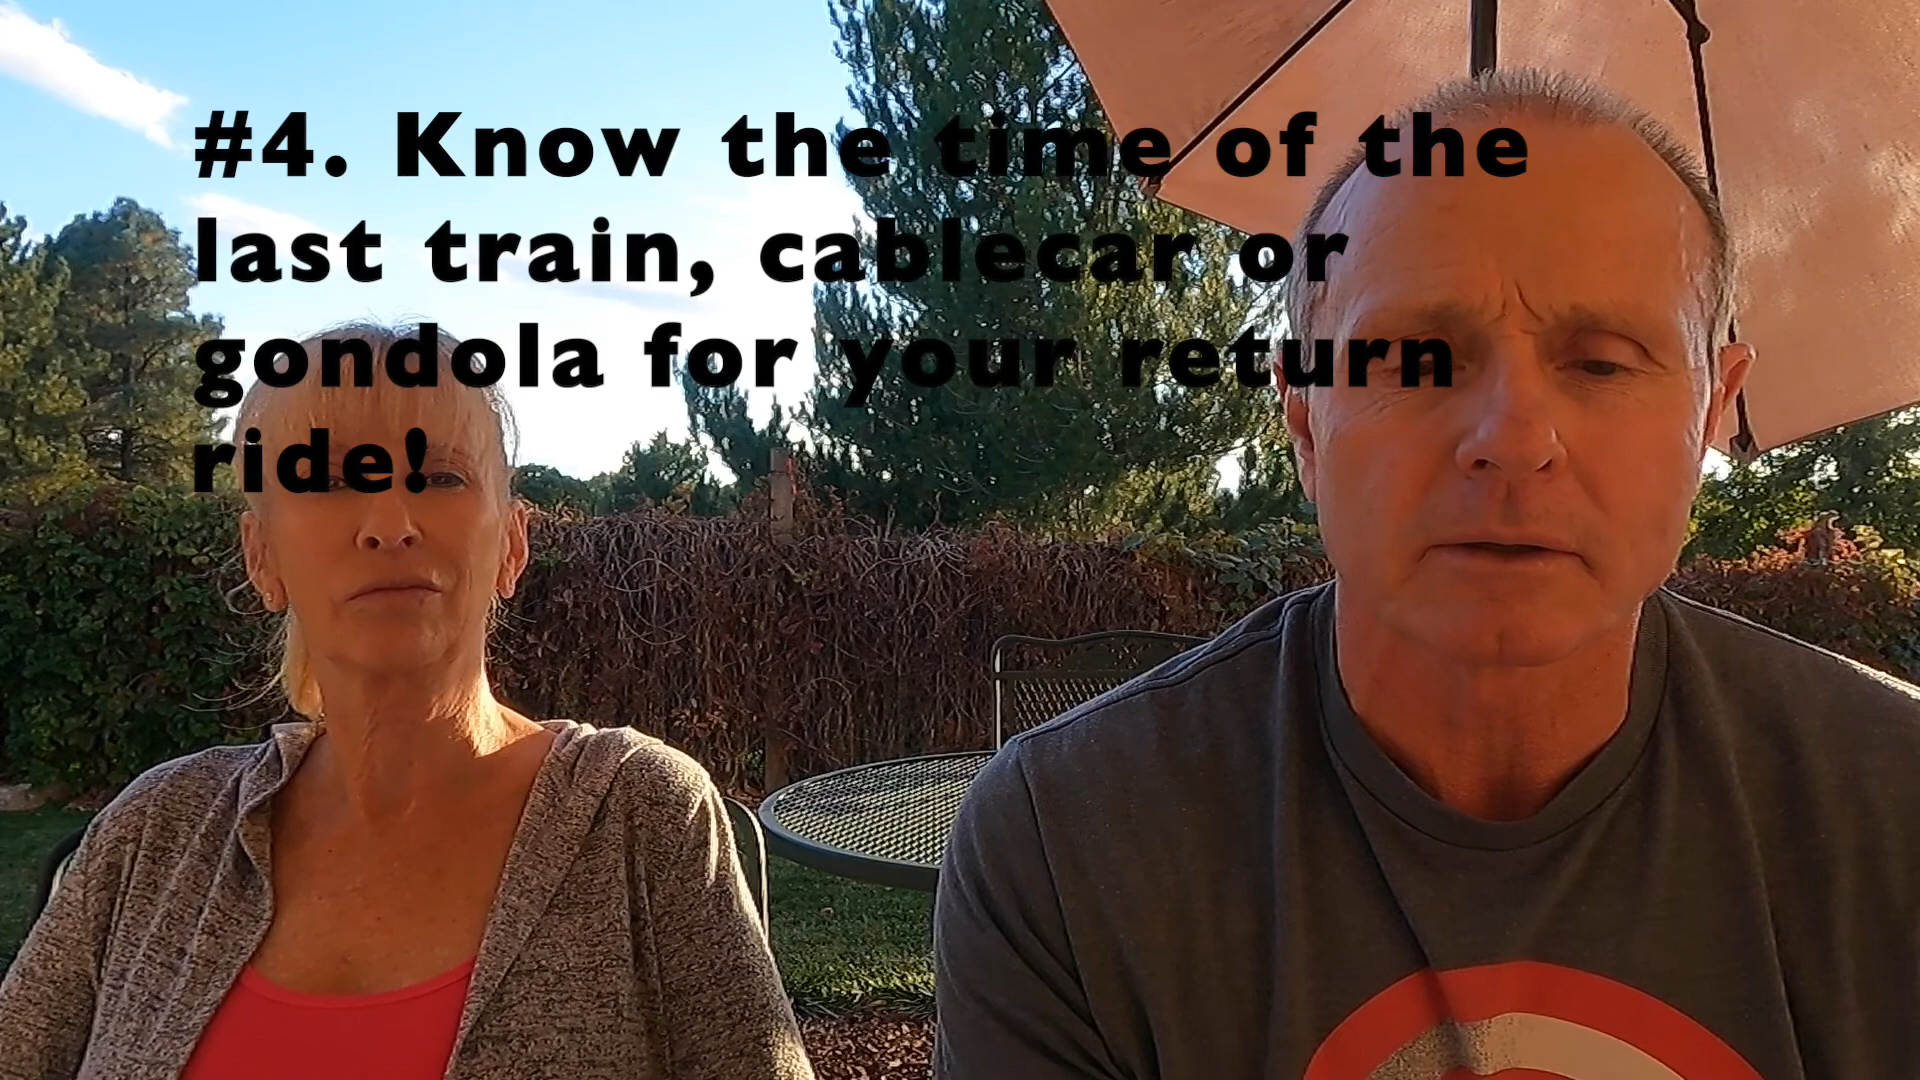 #4. Know the time of the
last train, cablecar or
gondola for your return
ride!